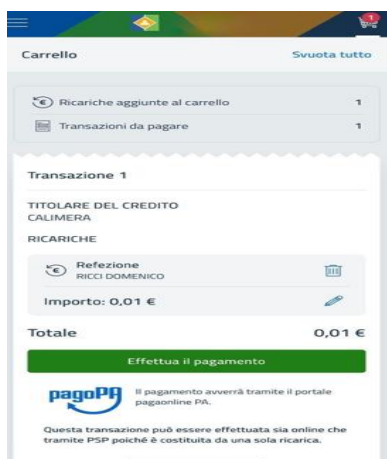 1
Carrello Svuota tutto
Ricariche aggiunte al carrello 1
Transazioni da pagare 1
Transazione 1
TITOLARE DEL CREDITO
CALIMERA
RICARICHE
Refezione
RICCI DOMENICO
Importo: 0,01 €
Totale 0,01 €
Effettua il pagamento
pagoPA
Il pagamento avverrà tramite il portale
pagaonline PA.
Questa transazione può essere effettuata sia online che
tramite PSP poiché è costituita da una sola ricarica.